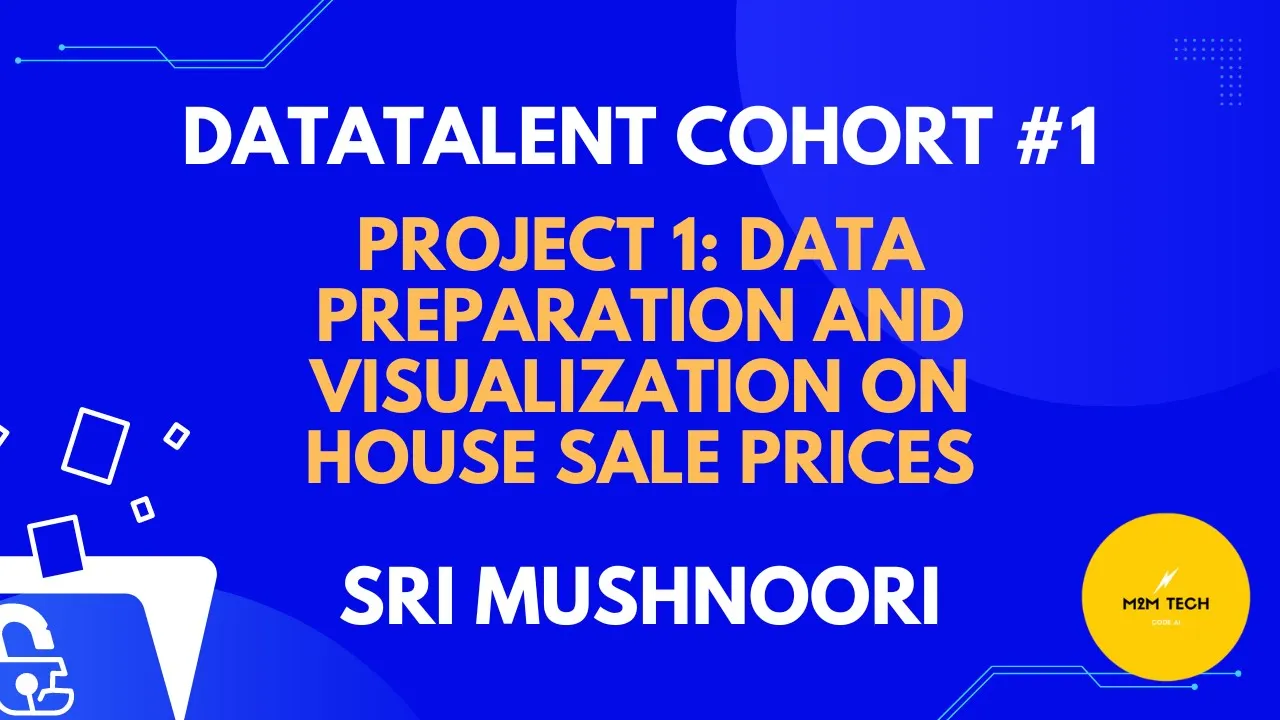 DATATALENT COHORT #1
PROJECT 1: DATA
PREPARATION AND
VISUALIZATION ON
HOUSE SALE PRICES
SRI MUSHNOORI
M2M TECH